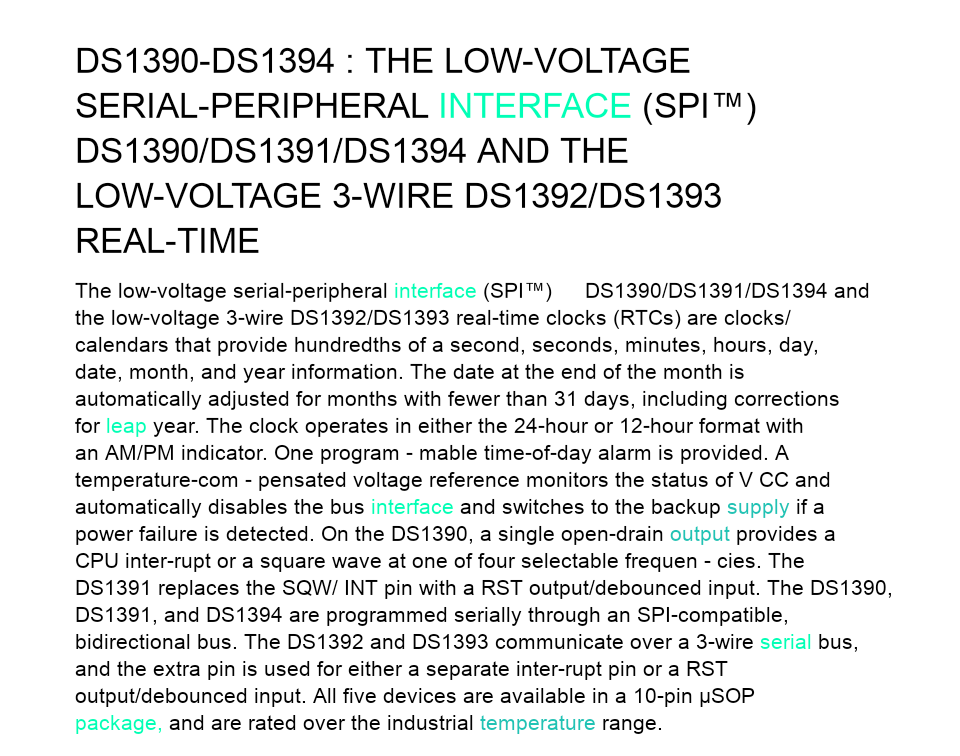 DS1390-DS1394 : THE LOW-VOLTAGE
SERIAL-PERIPHERAL INTERFACE (SPI™)
DS1390/DS1391/DS1394 AND THE
LOW-VOLTAGE 3-WIRE DS1392/DS1393
REAL-TIME
The low-voltage serial-peripheral interface (SPI™) DS1390/DS1391/DS1394 and
the low-voltage 3-wire DS1392/DS1393 real-time clocks (RTCs) are clocks/
calendars that provide hundredths of a second, seconds, minutes, hours, day,
date, month, and year information. The date at the end of the month is
automatically adjusted for months with fewer than 31 days, including corrections
for leap year. The clock operates in either the 24-hour or 12-hour format with
an AM/PM indicator. One program - mable time-of-day alarm is provided. A
temperature-com - pensated voltage reference monitors the status of V CC and
automatically disables the bus interface and switches to the backup supply if a
power failure is detected. On the DS1390, a single open-drain output provides a
CPU inter-rupt or a square wave at one of four selectable frequen - cies. The
DS1391 replaces the SQW/ INT pin with a RST output/debounced input. The DS1390,
DS1391, and DS1394 are programmed serially through an SPI-compatible,
bidirectional bus. The DS1392 and DS1393 communicate over a 3-wire serial bus,
and the extra pin is used for either a separate inter-rupt pin or a RST
output/debounced input. All five devices are available in a 10-pin µSOP
package, and are rated over the industrial temperature range.